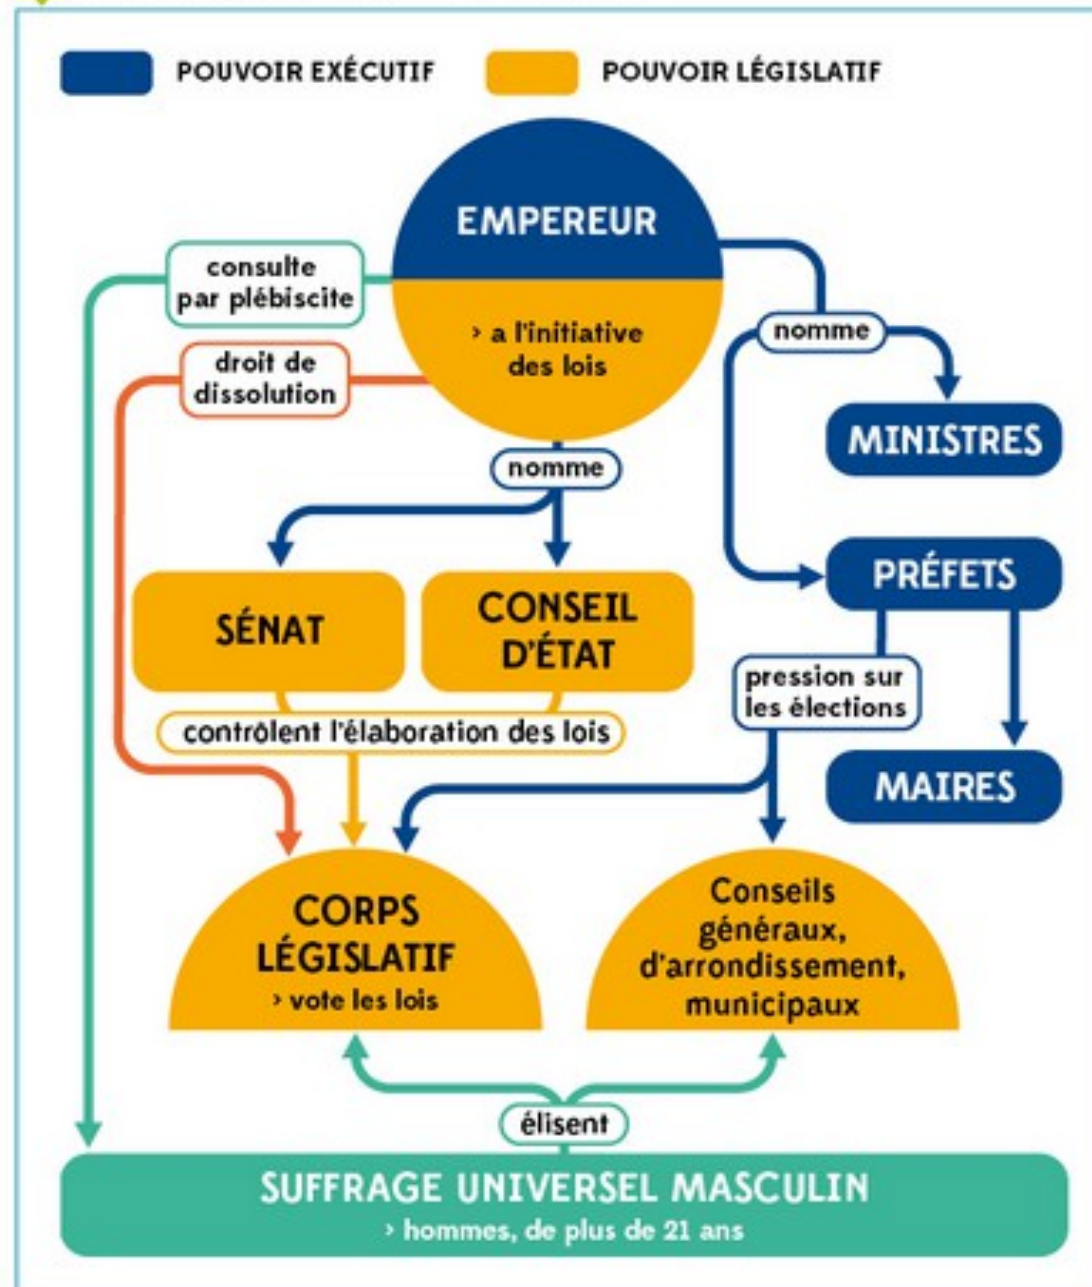 POUVOIR EXÉCUTIF
POUVOIR LÉGISLATIF
EMPEREUR
› a l'initiative
des lois
consulte
par plébiscite
droit de
dissolution
nomme
MINISTRES
nomme
PRÉFETS
SÉNAT
CONSEIL
D'ÉTAT
pression sur
les élections
contrôlent l'élaboration des lois
MAIRES
CORPS
LÉGISLATIF
› vote les lois
Conseils
généraux,
d'arrondissement,
municipaux
élisent
SUFFRAGE UNIVERSEL MASCULIN
› hommes, de plus de 21 ans